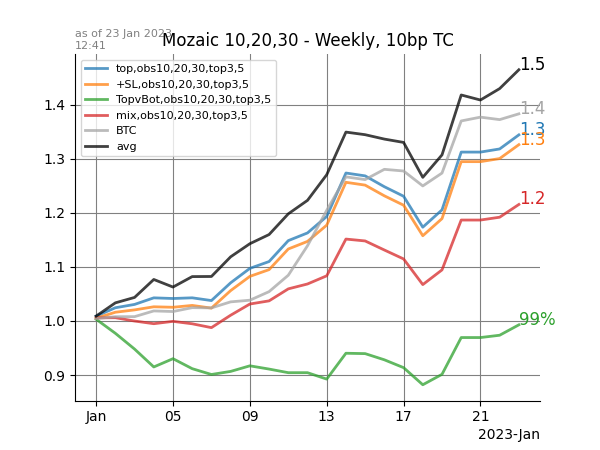 as of 23 Jan 2023
12:41
Mozaic 10,20,30 - Weekly, 10bp TC
top,obs10,20,30,top3,5
+SL,obs10,20,30,top3,5
TopvBot,obs10,20,30,top3,5
mix,obs10,20,30,top3,5
BTC
avg
1.5
1.4
1.3
1.3
1.2
99%
1.4
1.3
1.2
1.1
1.0
0.9
Jan 05 09 13 17 21
2023-Jan